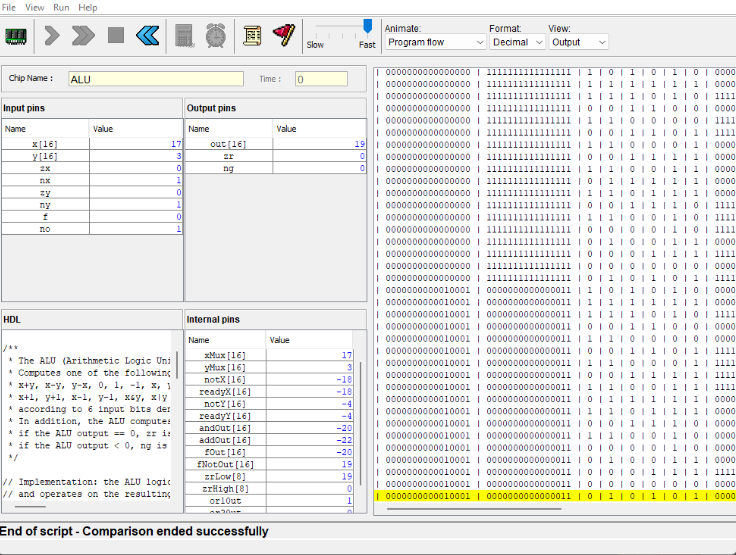 File View Run Help
Slow Fast
Animate: Format: View:
Program flow Decimal Output
Chip Name : ALU Time : 0
Input pins
Name Value
x[16] 17
y[16] 3
zx 0
nx 1
zy 0
ny 1
f 0
no 1
Output pins
Name Value
out[16] 19
zr 0
ng 0
HDL
/**
* The ALU (Arithmetic Logic Uni
* Computes one of the following
* x+y, x-y, y-x, 0, 1, -1, x, y
* x+1, y+1, x-1, y-1, x&y, x|y
* according to 6 input bits den
* In addition, the ALU computes
* if the ALU output == 0, zr is
* if the ALU output < 0, ng is
*/
// Implementation: the ALU logic
// and operates on the resulting
Internal pins
Name Value
xMux[16] 17
yMux[16] 3
notX[16] -18
readyX[16] -18
notY[16] -4
readyY[16] -4
andOut[16] -20
addOut[16] -22
fOut[16] -20
fNotOut[16] 19
zrLow[8] 19
zrHigh[8] 0
or1Out 1
| 0000000000000000 | 1111111111111111 | 1 | 0 | 1 | 0 | 1 | 0 | 0000
| 0000000000000000 | 1111111111111111 | 1 | 1 | 1 | 1 | 1 | 1 | 0000
| 0000000000000000 | 1111111111111111 | 1 | 1 | 1 | 0 | 1 | 0 | 1111
| 0000000000000000 | 1111111111111111 | 0 | 0 | 1 | 1 | 0 | 0 | 0000
| 0000000000000000 | 1111111111111111 | 1 | 1 | 0 | 0 | 0 | 0 | 1111
| 0000000000000000 | 1111111111111111 | 0 | 0 | 1 | 1 | 0 | 1 | 1111
| 0000000000000000 | 1111111111111111 | 1 | 1 | 0 | 0 | 0 | 1 | 0000
| 0000000000000000 | 1111111111111111 | 0 | 0 | 1 | 1 | 1 | 1 | 0000
| 0000000000000000 | 1111111111111111 | 1 | 1 | 0 | 0 | 1 | 1 | 0000
| 0000000000000000 | 1111111111111111 | 0 | 1 | 1 | 1 | 1 | 1 | 0000
| 0000000000000000 | 1111111111111111 | 1 | 1 | 0 | 1 | 1 | 1 | 0000
| 0000000000000000 | 1111111111111111 | 0 | 0 | 1 | 1 | 1 | 0 | 1111
| 0000000000000000 | 1111111111111111 | 1 | 1 | 0 | 0 | 1 | 0 | 1111
| 0000000000000000 | 1111111111111111 | 0 | 0 | 0 | 0 | 1 | 0 | 1111
| 0000000000000000 | 1111111111111111 | 0 | 1 | 0 | 0 | 1 | 1 | 0000
| 0000000000000000 | 1111111111111111 | 0 | 0 | 0 | 1 | 1 | 1 | 1111
| 0000000000000000 | 1111111111111111 | 0 | 0 | 0 | 0 | 0 | 0 | 0000
| 0000000000000000 | 1111111111111111 | 0 | 1 | 0 | 1 | 0 | 1 | 1111
| 0000000000010001 | 0000000000000011 | 1 | 0 | 1 | 0 | 1 | 0 | 0000
| 0000000000010001 | 0000000000000011 | 1 | 1 | 1 | 1 | 1 | 1 | 0000
| 0000000000010001 | 0000000000000011 | 1 | 1 | 1 | 0 | 1 | 0 | 1111
| 0000000000010001 | 0000000000000011 | 0 | 0 | 1 | 1 | 0 | 0 | 0000
| 0000000000010001 | 0000000000000011 | 1 | 1 | 0 | 0 | 0 | 0 | 0000
| 0000000000010001 | 0000000000000011 | 0 | 0 | 1 | 1 | 0 | 1 | 1111
| 0000000000010001 | 0000000000000011 | 1 | 1 | 0 | 0 | 0 | 1 | 1111
| 0000000000010001 | 0000000000000011 | 0 | 0 | 1 | 1 | 1 | 1 | 1111
| 0000000000010001 | 0000000000000011 | 1 | 1 | 0 | 0 | 1 | 1 | 1111
| 0000000000010001 | 0000000000000011 | 0 | 1 | 1 | 1 | 1 | 1 | 0000
| 0000000000010001 | 0000000000000011 | 1 | 1 | 0 | 1 | 1 | 1 | 0000
| 0000000000010001 | 0000000000000011 | 0 | 0 | 1 | 1 | 1 | 0 | 0000
| 0000000000010001 | 0000000000000011 | 1 | 1 | 0 | 0 | 1 | 0 | 0000
| 0000000000010001 | 0000000000000011 | 0 | 0 | 0 | 0 | 1 | 0 | 0000
| 0000000000010001 | 0000000000000011 | 0 | 1 | 0 | 0 | 1 | 1 | 0000
| 0000000000010001 | 0000000000000011 | 0 | 0 | 0 | 1 | 1 | 1 | 1111
| 0000000000010001 | 0000000000000011 | 0 | 0 | 0 | 0 | 0 | 0 | 0000
| 0000000000010001 | 0000000000000011 | 0 | 1 | 0 | 1 | 0 | 1 | 0000
End of script - Comparison ended successfully